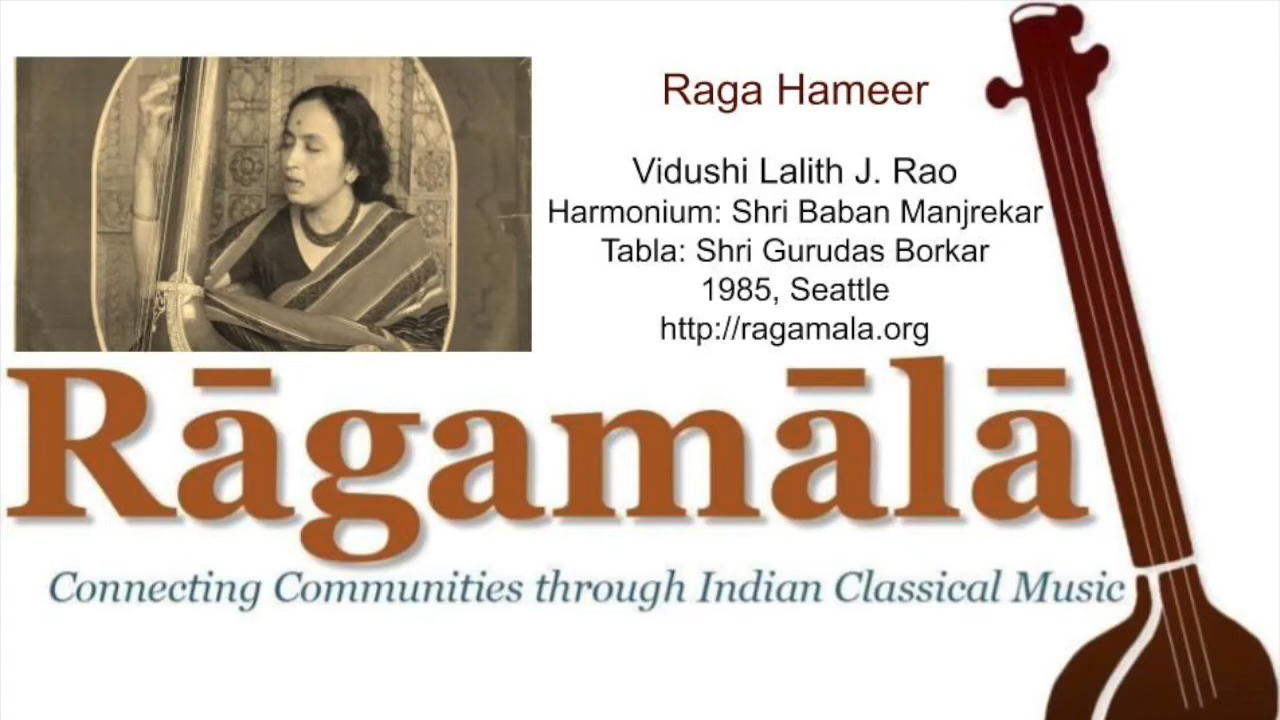 Raga Hameer
Vidushi Lalith J. Rao
Harmonium: Shri Baban Manjrekar
Tabla: Shri Gurudas Borkar
1985, Seattle
http://ragamala.org
Rāgamālā
Connecting Communities through Indian Classical Music